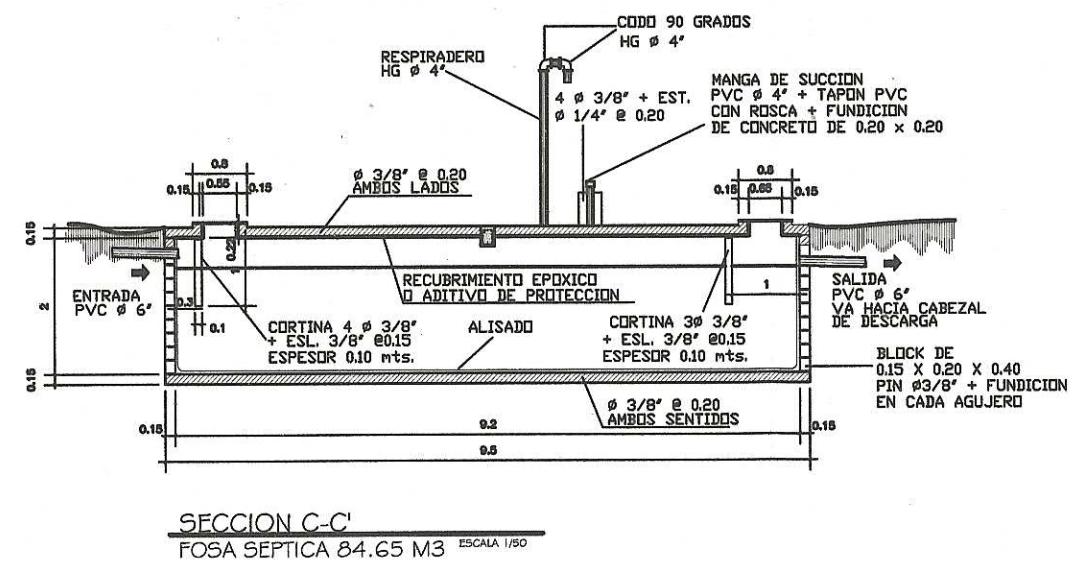 CODO 90 GRADOS
HG Ø 4"
RESPIRADERO
HG Ø 4"
4 Ø 3/8" + EST.
Ø 1/4" @ 0.20
MANGA DE SUCCION
PVC Ø 4" + TAPON PVC
CON ROSCA + FUNDICION
DE CONCRETO DE 0.20 x 0.20
0.15
0.55
0.15
Ø 3/8" @ 0.20
AMBOS LADOS
0.15
0.65
0.15
0.15
0.22
1
RECUBRIMIENTO EPOXICO
O ADITIVO DE PROTECCION
ENTRADA
PVC Ø 6"
0.3
0.1
2
1
SALIDA
PVC Ø 6"
VA HACIA CABEZAL
DE DESCARGA
CORTINA 4 Ø 3/8"
+ ESL. 3/8" @0.15
ESPESOR 0.10 mts.
ALISADO
CORTINA 3Ø 3/8"
+ ESL. 3/8" @0.15
ESPESOR 0.10 mts.
BLOCK DE
0.15 X 0.20 X 0.40
PIN Ø3/8" + FUNDICION
EN CADA AGUJERO
0.15
Ø 3/8" @ 0.20
AMBOS SENTIDOS
0.15
9.2
0.15
9.5
SECCION C-C'
FOSA SEPTICA 84.65 M3
ESCALA 1/50